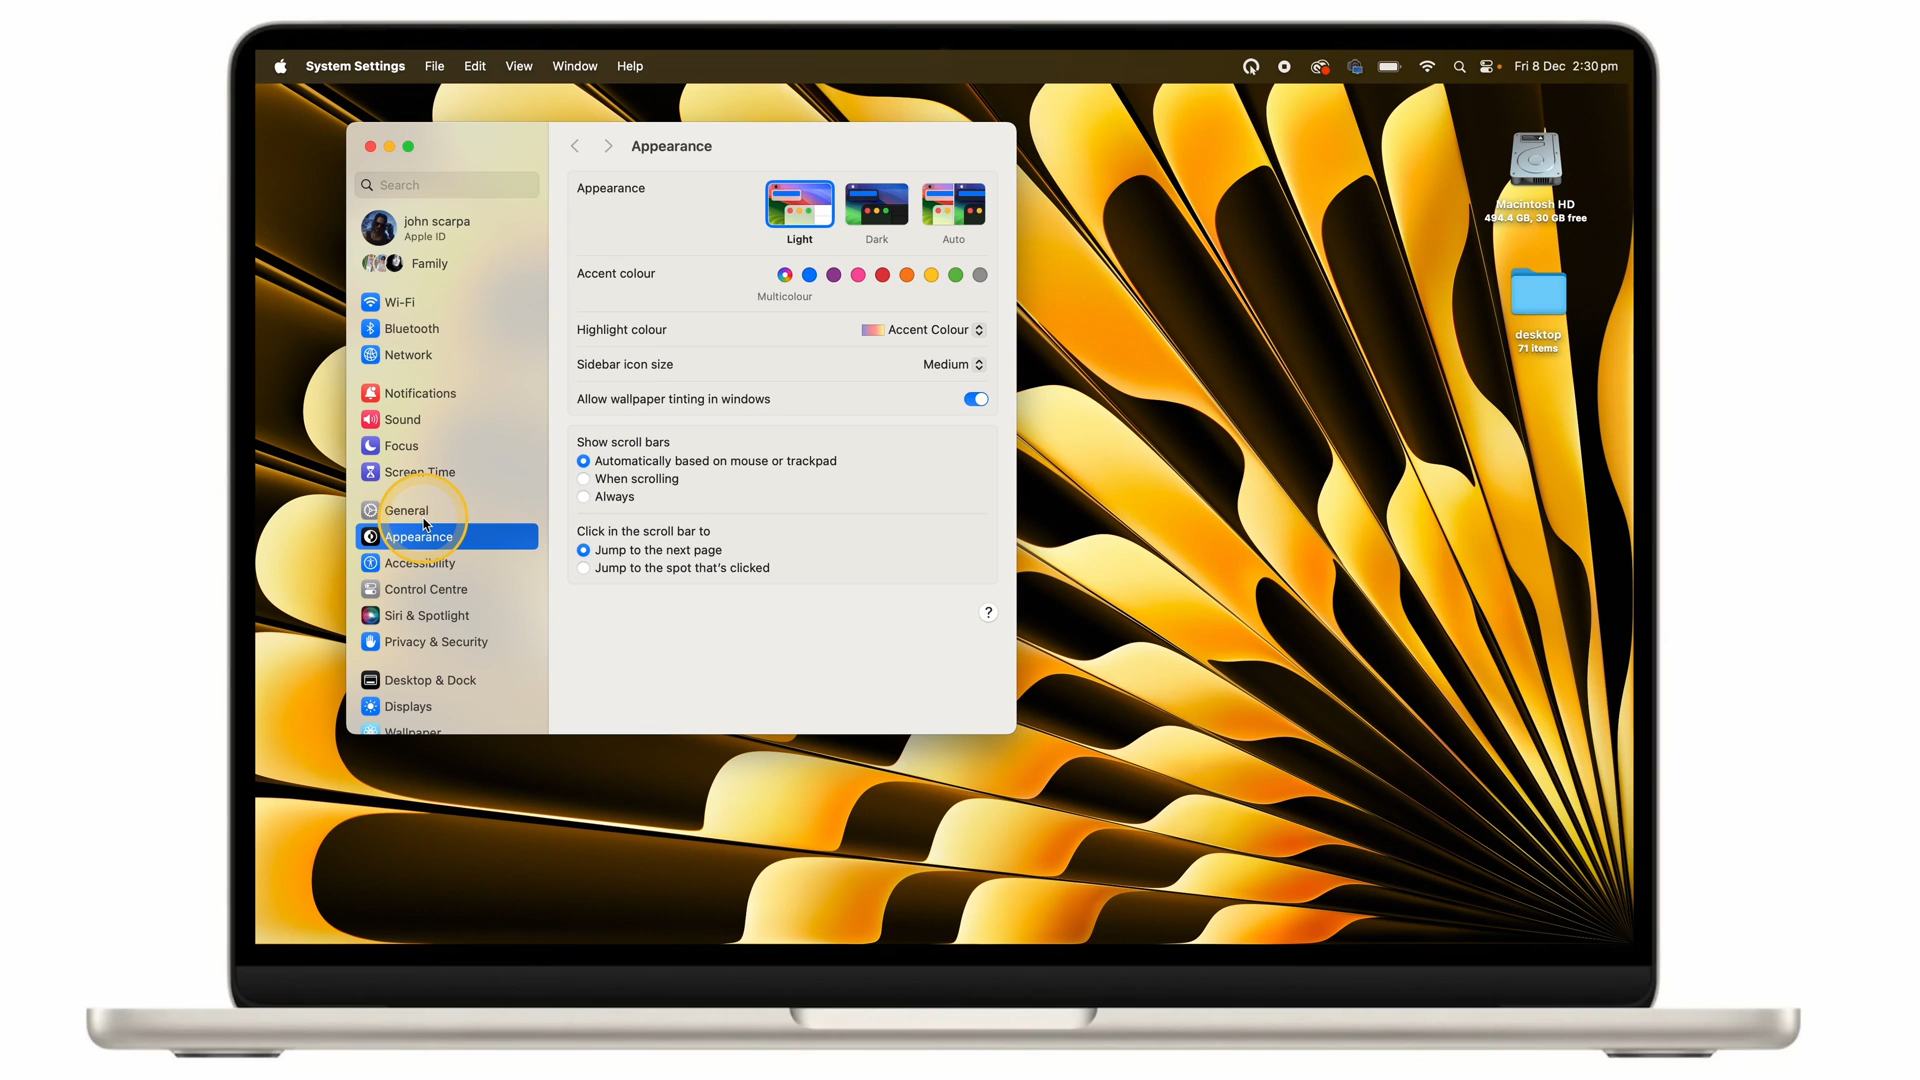 System Settings File Edit View Window Help Fri 8 Dec 2:30 pm
Appearance
Search
john scarpa
Apple ID
Family
Wi-Fi
Bluetooth
Network
Notifications
Sound
Focus
Screen Time
General
Appearance
Accessibility
Control Centre
Siri & Spotlight
Privacy & Security
Desktop & Dock
Displays
Wallpaper
Appearance
Light Dark Auto
Accent colour
Multicolour
Highlight colour Accent Colour
Sidebar icon size Medium
Allow wallpaper tinting in windows
Show scroll bars
Automatically based on mouse or trackpad
When scrolling
Always
Click in the scroll bar to
Jump to the next page
Jump to the spot that's clicked
?
Macintosh HD
494.4 GB, 30 GB free
desktop
71 items